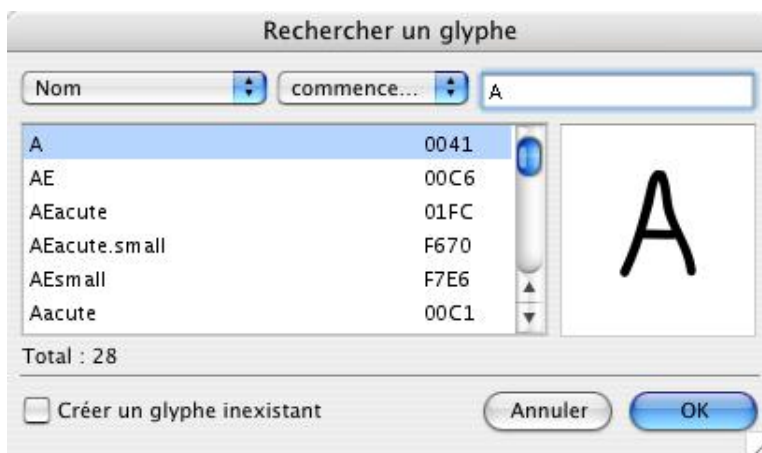 Rechercher un glyphe
Nom commence... A
A 0041
AE 00C6
AEacute 01FC
AEacute.small F670
AEsmall F7E6
Aacute 00C1
A
Total : 28
Créer un glyphe inexistant Annuler OK